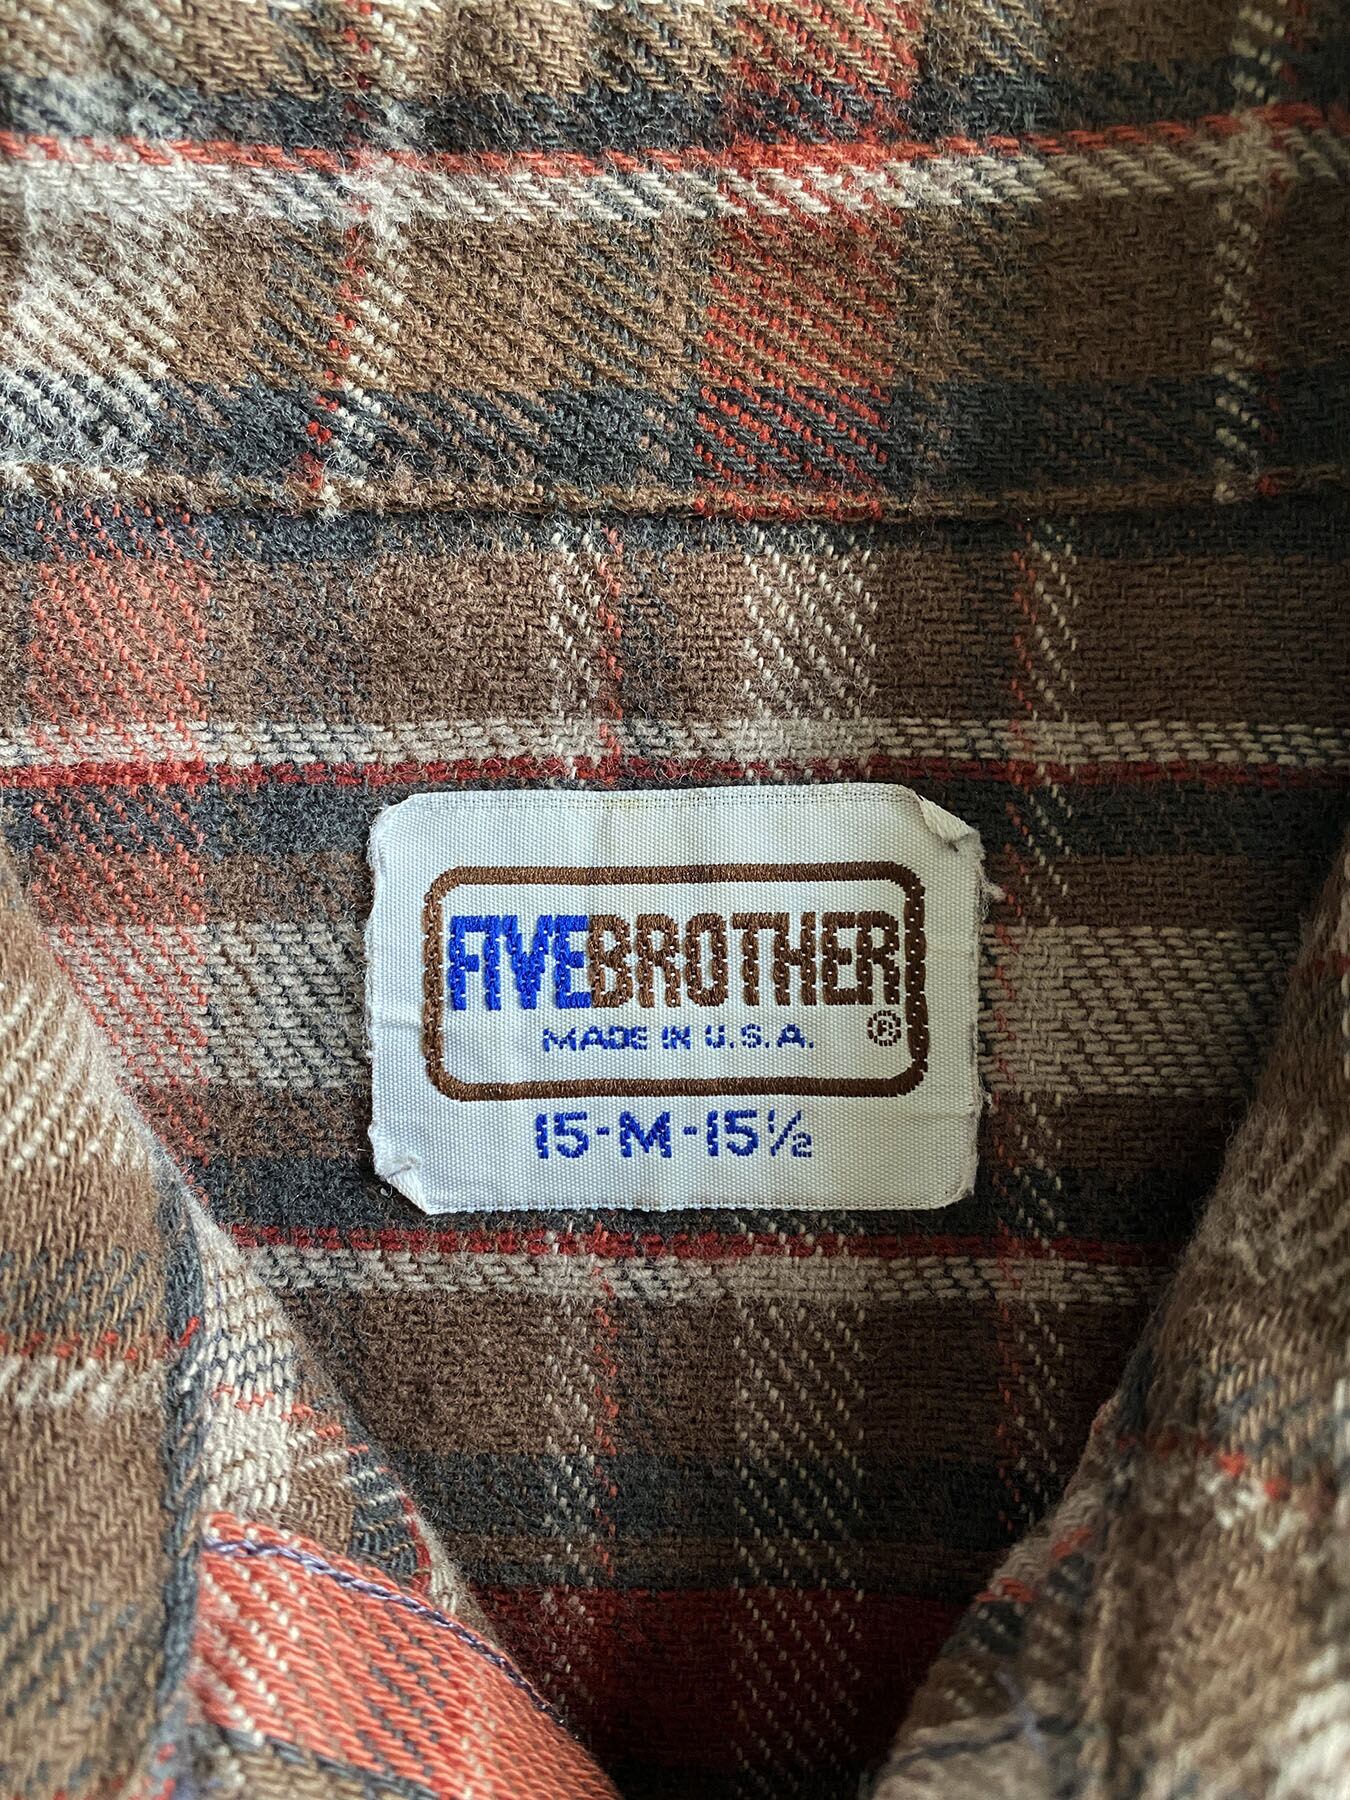 FIVEBROTHER
MADE IN U.S.A. ®
15-M-15½